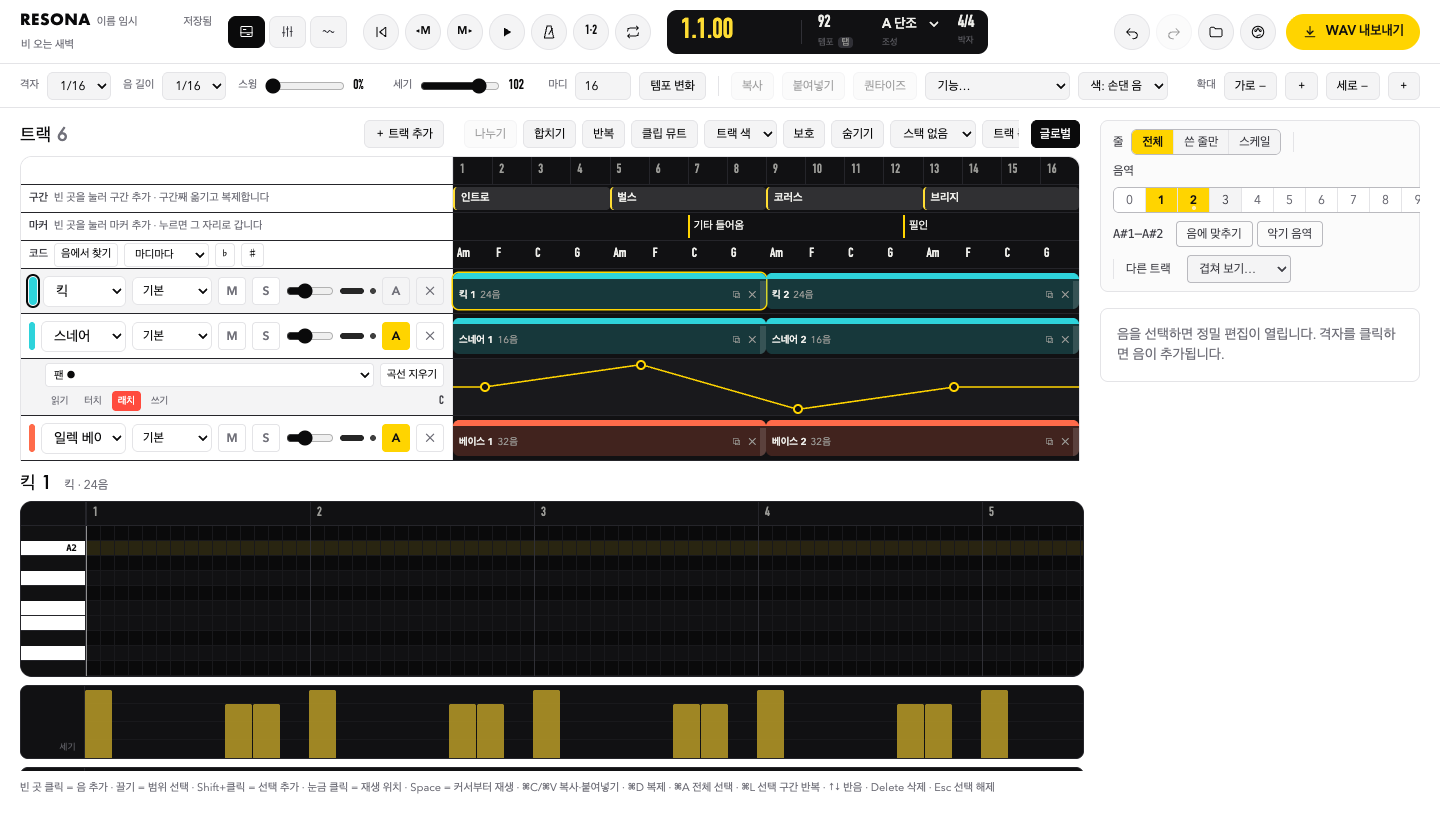 RESONA 이름 임시 저장됨
비 오는 새벽
◂M M▸ 1·2
1.1.00 92 A 단조 4/4
템포 탭 조성 박자
WAV 내보내기
격자 1/16 음 길이 1/16 스윙 0% 세기 102 마디 16 템포 변화 복사 붙여넣기 퀀타이즈 기능… 색: 손댄 음 확대 가로 – + 세로 – +
트랙 6 + 트랙 추가 나누기 합치기 반복 클립 뮤트 트랙 색 보호 숨기기 스택 없음 트랙 글로벌
1 2 3 4 5 6 7 8 9 10 11 12 13 14 15 16
구간 빈 곳을 눌러 구간 추가 · 구간째 옮기고 복제합니다 인트로 벌스 코러스 브리지
마커 빈 곳을 눌러 마커 추가 · 누르면 그 자리로 갑니다 기타 들어옴 필인
코드 음에서 찾기 마디마다 ♭ # Am F C G Am F C G Am F C G Am F C G
킥 기본 M S A × 킥 1 24음 킥 2 24음
스네어 기본 M S A × 스네어 1 16음 스네어 2 16음
팬 ● 곡선 지우기
읽기 터치 래치 쓰기 C
일렉 베이 기본 M S A × 베이스 1 32음 베이스 2 32음
킥 1 킥 · 24음
1 2 3 4 5
A2
세기
빈 곳 클릭 = 음 추가 · 끌기 = 범위 선택 · Shift+클릭 = 선택 추가 · 눈금 클릭 = 재생 위치 · Space = 커서부터 재생 · ⌘C/⌘V 복사·붙여넣기 · ⌘D 복제 · ⌘A 전체 선택 · ⌘L 선택 구간 반복 · ↑↓ 반음 · Delete 삭제 · Esc 선택 해제
줄 전체 쓴 줄만 스케일
음역
0 1 2 3 4 5 6 7 8 9
A#1–A#2 음에 맞추기 악기 음역
다른 트랙 겹쳐 보기…
음을 선택하면 정밀 편집이 열립니다. 격자를 클릭하
면 음이 추가됩니다.